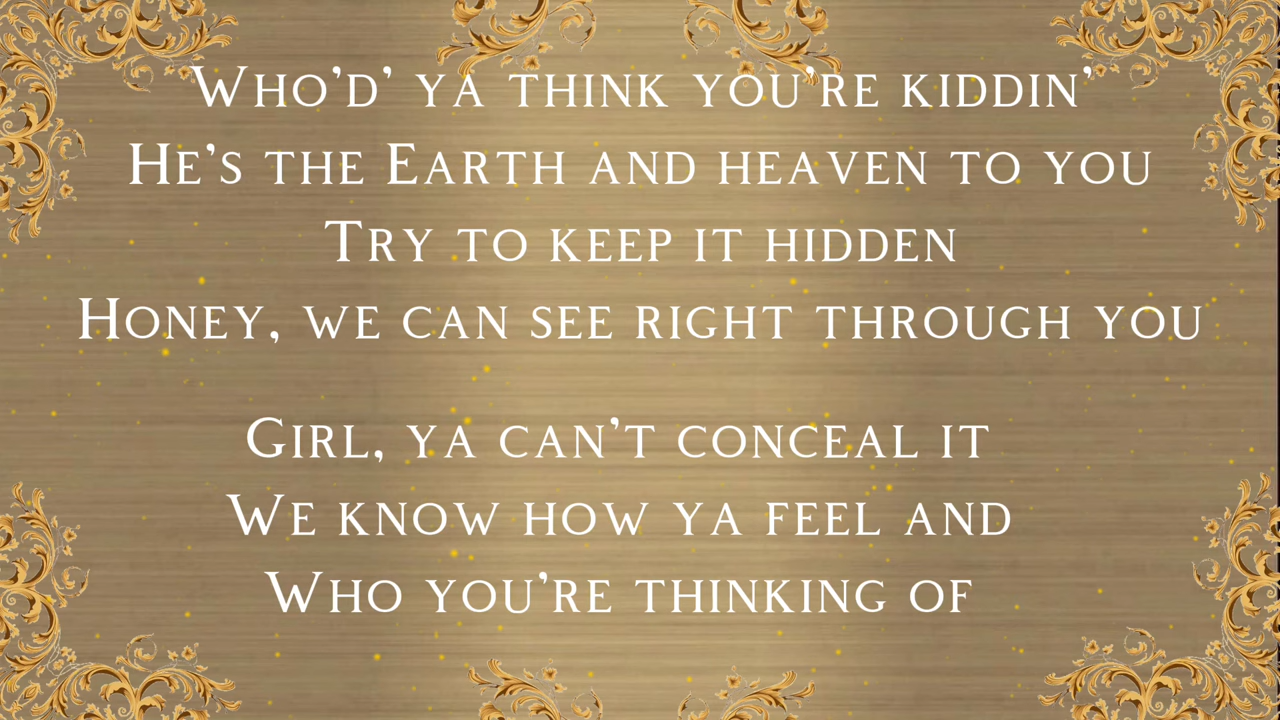 Who'd' ya think you're kiddin'
He's the Earth and heaven to you
Try to keep it hidden
Honey, we can see right through you
Girl, ya can't conceal it
We know how ya feel and
Who you're thinking of